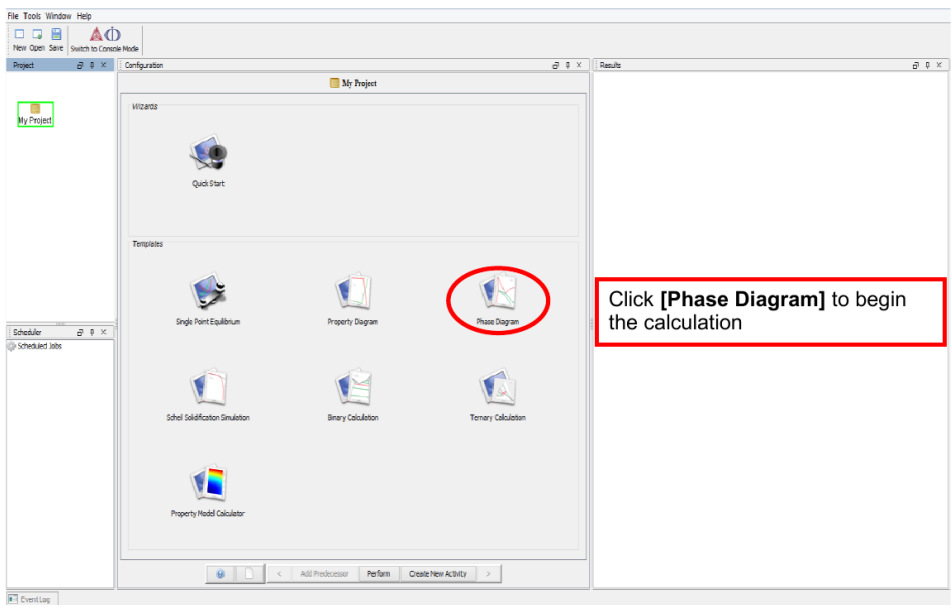 File Tools Window Help
New Open Save Switch to Console Mode
Project
My Project
Scheduler
Scheduled Jobs
Configuration
My Project
Wizards
Quick Start
Templates
Single Point Equilibrium Property Diagram Phase Diagram
Scheil Solidification Simulation Binary Calculation Ternary Calculation
Property Model Calculator
< Add Predecessor Perform Create New Activity >
Results
Click [Phase Diagram] to begin
the calculation
Event Log